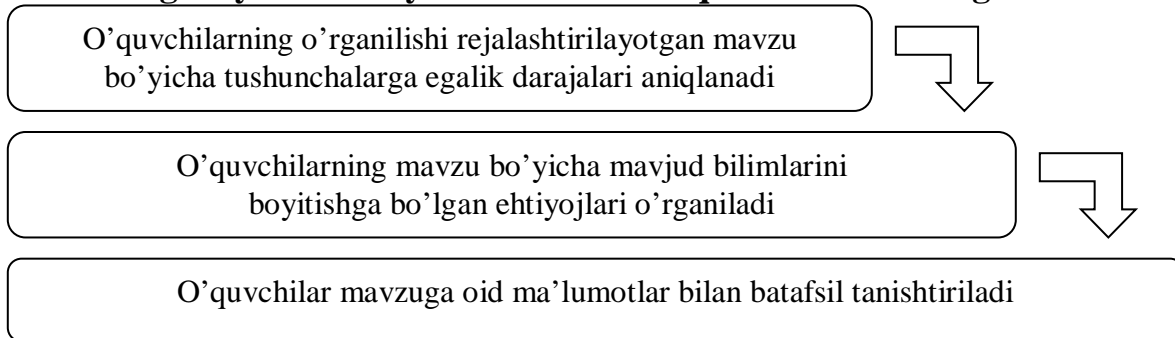 O’quvchilarning o’rganilishi rejalashtirilayotgan mavzu
bo’yicha tushunchalarga egalik darajalari aniqlanadi
O’quvchilarning mavzu bo’yicha mavjud bilimlarini
boyitishga bo’lgan ehtiyojlari o’rganiladi
O’quvchilar mavzuga oid ma’lumotlar bilan batafsil tanishtiriladi